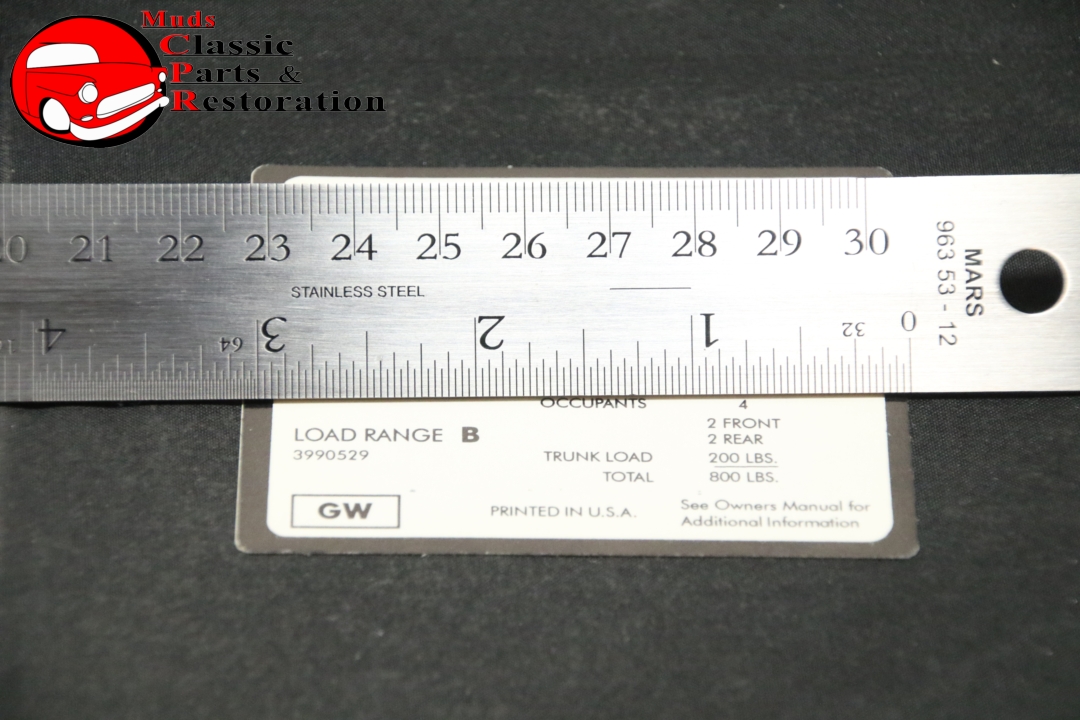 Muds
Classic
Parts &
Restoration
21 22 23 24 25 26 27 28 29 30
STAINLESS STEEL
MARS
963 53 - 12
4 3 2 1 0
64
32
OCCUPANTS 4
2 FRONT
LOAD RANGE B
2 REAR
3990529
TRUNK LOAD 200 LBS.
TOTAL 800 LBS.
GW
PRINTED IN U.S.A.
See Owners Manual for
Additional Information